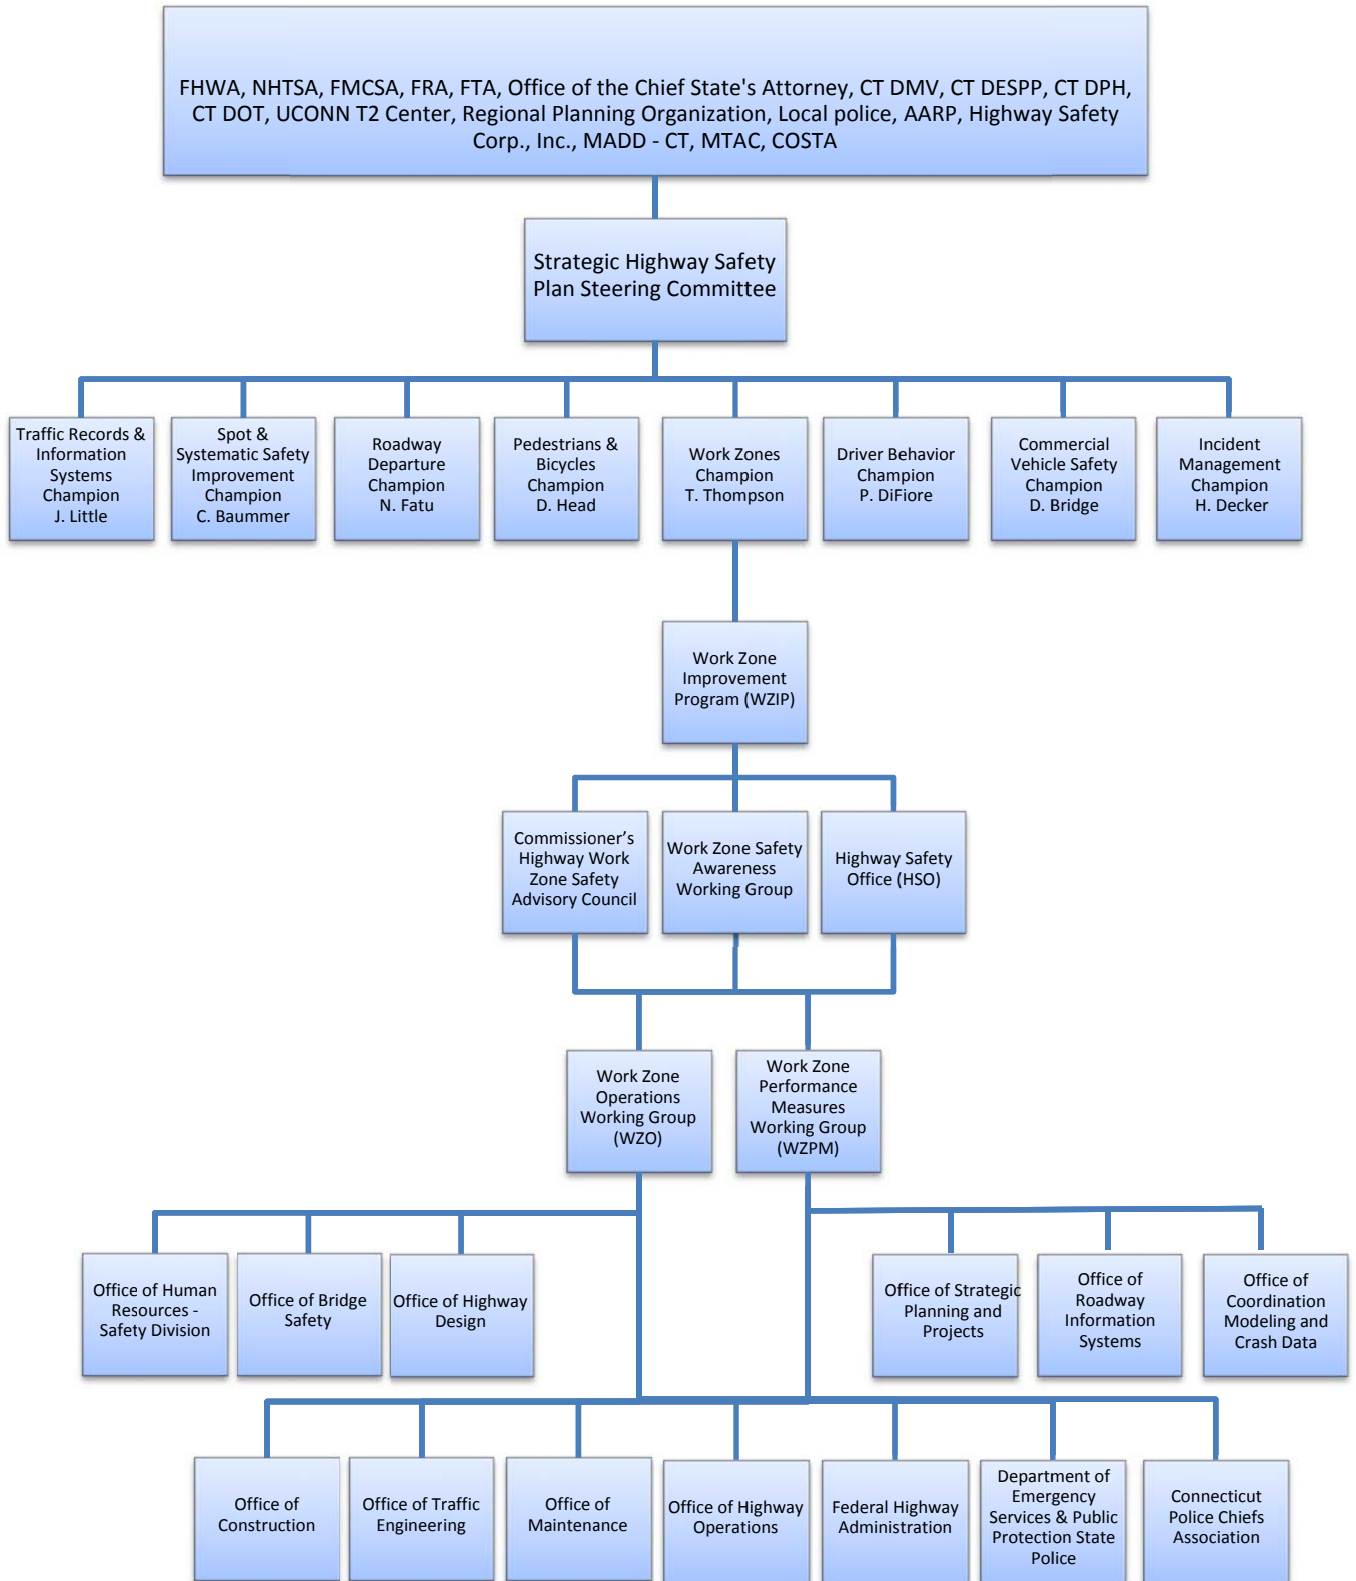 FHWA, NHTSA, FMCSA, FRA, FTA, Office of the Chief State's Attorney, CT DMV, CT DESPP, CT DPH,
CT DOT, UCONN T2 Center, Regional Planning Organization, Local police, AARP, Highway Safety
Corp., Inc., MADD - CT, MTAC, COSTA
Strategic Highway Safety
Plan Steering Committee
Traffic Records &
Information
Systems
Champion
J. Little
Spot &
Systematic Safety
Improvement
Champion
C. Baummer
Roadway
Departure
Champion
N. Fatu
Pedestrians &
Bicycles
Champion
D. Head
Work Zones
Champion
T. Thompson
Driver Behavior
Champion
P. DiFiore
Commercial
Vehicle Safety
Champion
D. Bridge
Incident
Management
Champion
H. Decker
Work Zone
Improvement
Program (WZIP)
Commissioner’s
Highway Work
Zone Safety
Advisory Council
Work Zone Safety
Awareness
Working Group
Highway Safety
Office (HSO)
Work Zone
Operations
Working Group
(WZO)
Work Zone
Performance
Measures
Working Group
(WZPM)
Office of Human
Resources -
Safety Division
Office of Bridge
Safety
Office of Highway
Design
Office of Strategic
Planning and
Projects
Office of
Roadway
Information
Systems
Office of
Coordination
Modeling and
Crash Data
Office of
Construction
Office of Traffic
Engineering
Office of
Maintenance
Office of Highway
Operations
Federal Highway
Administration
Department of
Emergency
Services & Public
Protection State
Police
Connecticut
Police Chiefs
Association